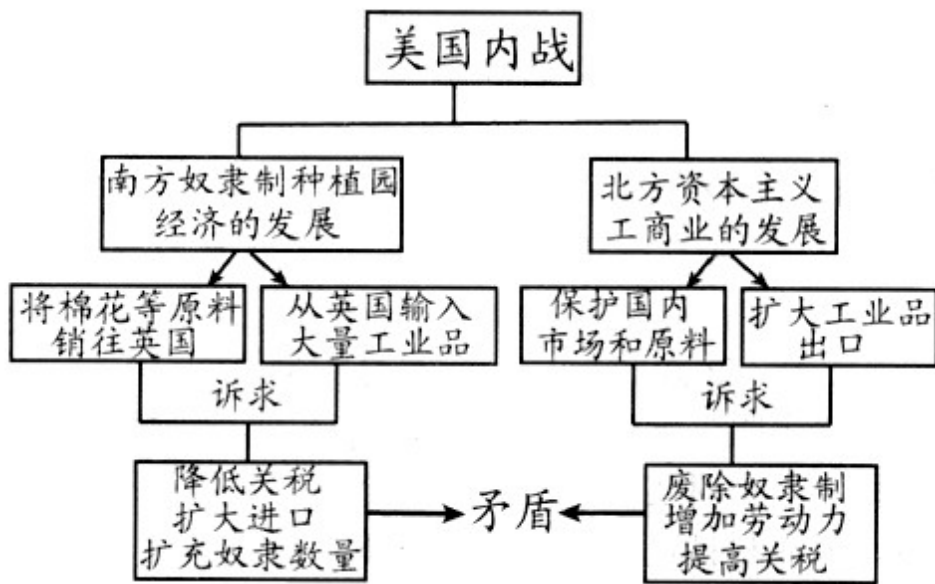 美国内战
南方奴隶制种植园
经济的发展
北方资本主义
工商业的发展
将棉花等原料
销往英国
从英国输入
大量工业品
保护国内
市场和原料
扩大工业品
出口
诉求
诉求
降低关税
扩大进口
扩充奴隶数量
矛盾
废除奴隶制
增加劳动力
提高关税